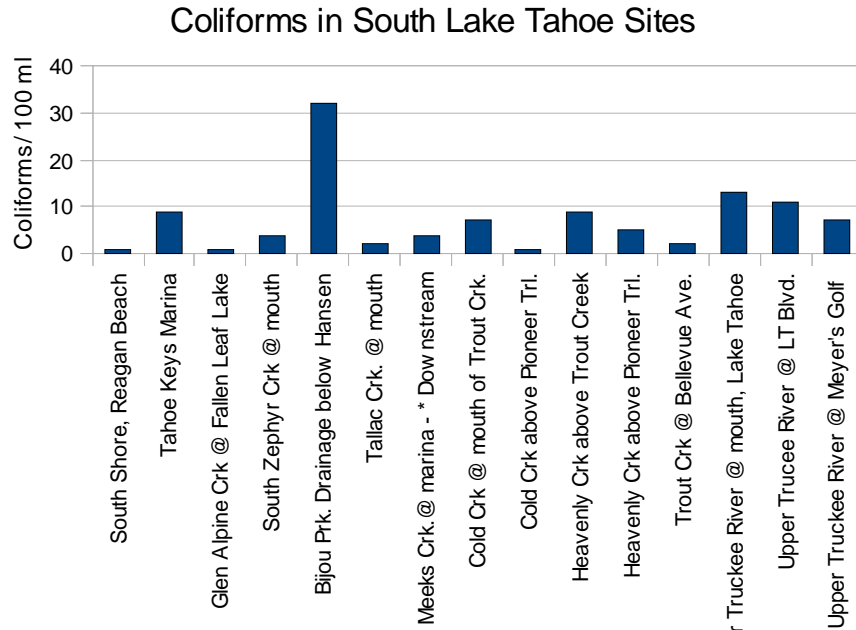 Coliforms in South Lake Tahoe Sites
Coliforms/ 100 ml
40
30
20
10
0
South Shore, Reagan Beach
Tahoe Keys Marina
Glen Alpine Crk @ Fallen Leaf Lake
South Zephyr Crk @ mouth
Bijou Prk. Drainage below Hansen
Tallac Crk. @ mouth
Meeks Crk. @ marina - * Downstream
Cold Crk @ mouth of Trout Crk.
Cold Crk above Pioneer Trl.
Heavenly Crk above Trout Creek
Heavenly Crk above Pioneer Trl.
Trout Crk @ Bellevue Ave.
r Truckee River @ mouth, Lake Tahoe
Upper Trucee River @ LT Blvd.
Upper Truckee River @ Meyer's Golf